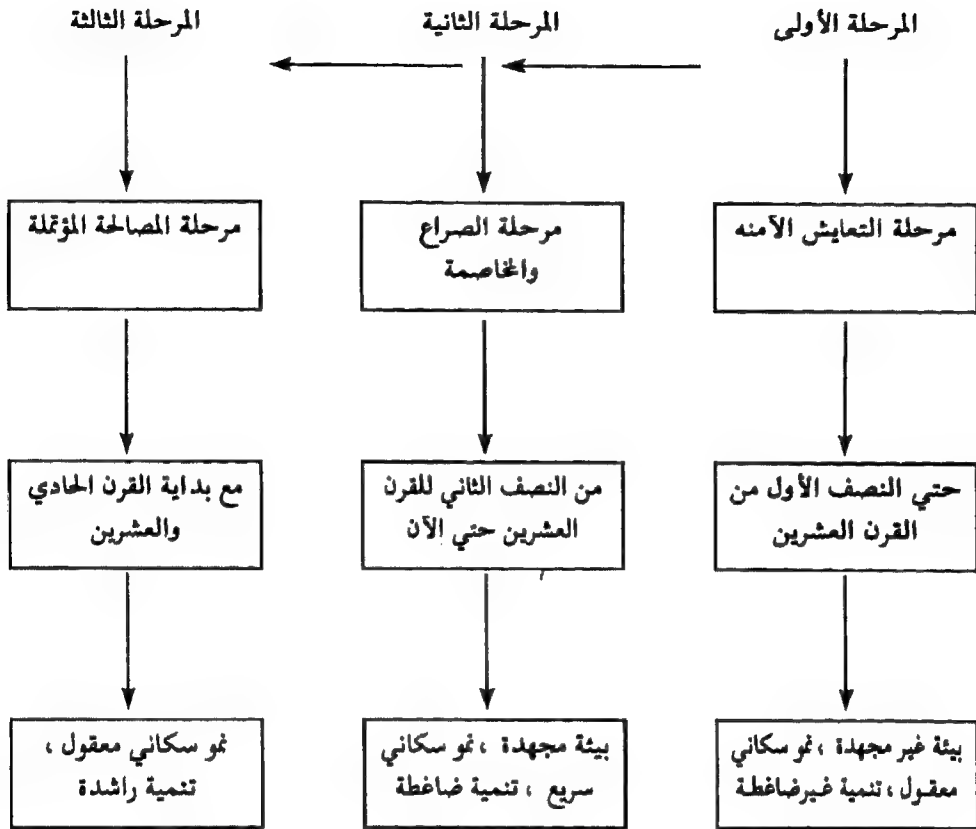 المرحلة الأولى
مرحلة التعايش الآمنه
حتي النصف الأول من
القرن العشرين
بيئة غير مجهدة ، نمو سكاني
معقول ، تنمية غيرضاغطة
المرحلة الثانية
مرحلة الصراع
والمخاصمة
من النصف الثاني للقرن
العشرين حتي الآن
بيئة مجهدة ، نمو سكاني
سريع ، تنمية ضاغطة
المرحلة الثالثة
مرحلة المصالحة المؤتملة
مع بداية القرن الحادي
والعشرين
نمو سكاني معقول ،
تنمية راشدة